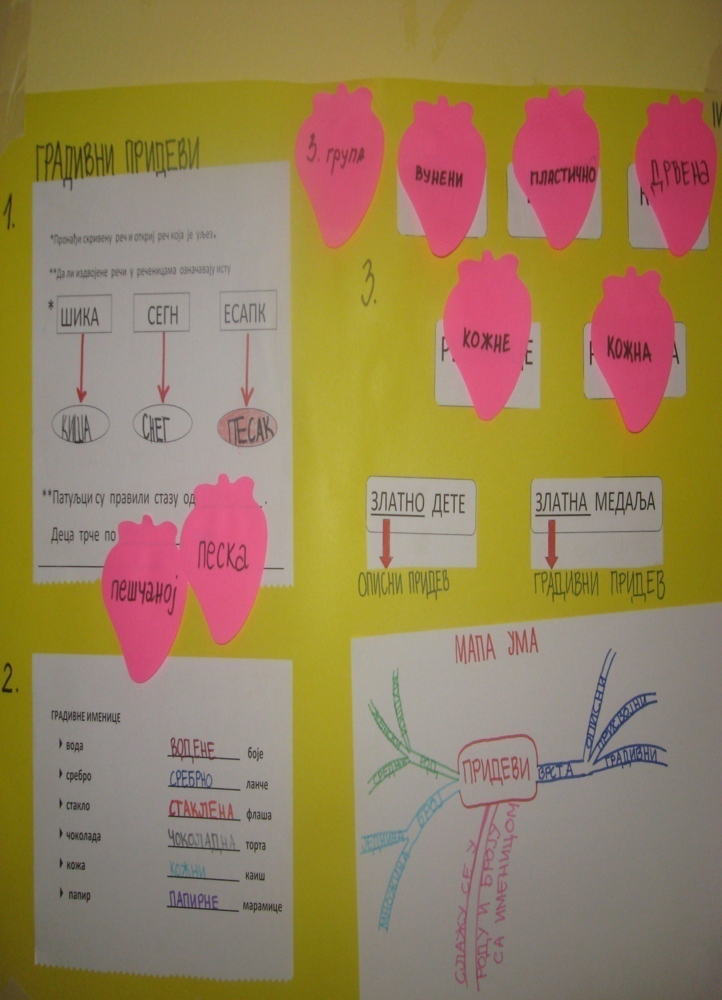 ГРАДИВНИ ПРИДЕВИ
1.
*Пронађи скривену реч и откриј реч која је уљез.
**Да ли издвојене речи у реченицама означавају исту
* ШИКА СЕГН ЕСАПК
КИША СНЕГ ПЕСАК
**Патуљци су правили стазу од песка.
Деца трче по пешчаној
2.
ГРАДИВНЕ ИМЕНИЦЕ
вода ВОДЕНЕ боје
сребро СРЕБРНО ланче
стакло СТАКЛЕНА флаша
чоколада ЧОКОЛАДНА торта
кожа КОЖНИ каиш
папир ПАПИРНЕ марамице
3. група
ВУНЕНИ ПЛАСТИЧНО ДРВЕНА
3.
КОЖНЕ КОЖНА
ЗЛАТНО ДЕТЕ ЗЛАТНА МЕДАЉА
ОПИСНИ ПРИДЕВ ГРАДИВНИ ПРИДЕВ
МАПА УМА
ПРИДЕВИ
РОД
МУШКИ
ЖЕНСКИ
СРЕДЊИ
БРОЈ
ЈЕДНИНА
МНОЖИНА
ВРСТА
ОПИСНИ
ПРИСВОЈНИ
ГРАДИВНИ
СЛАЖУ СЕ У
РОДУ И БРОЈУ
СА ИМЕНИЦОМ